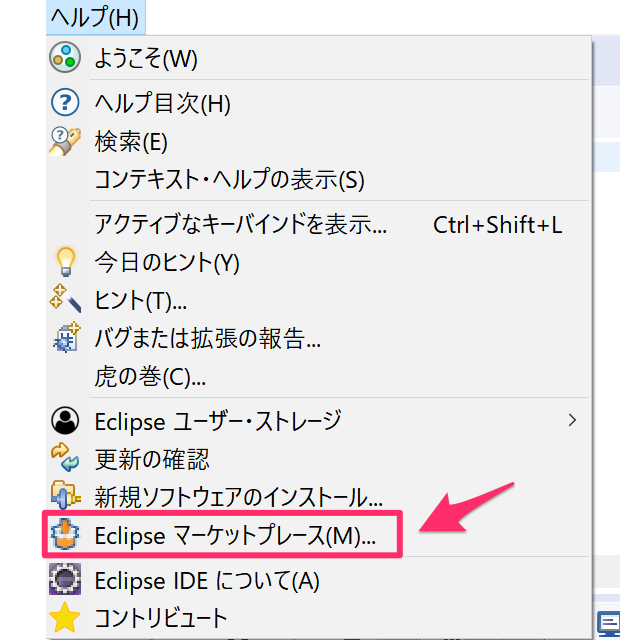 ヘルプ(H)
ようこそ(W)
ヘルプ目次(H)
検索(E)
コンテキスト・ヘルプの表示(S)
アクティブなキーバインドを表示... Ctrl+Shift+L
今日のヒント(Y)
ヒント(T)...
バグまたは拡張の報告...
虎の巻(C)...
Eclipse ユーザー・ストレージ
更新の確認
新規ソフトウェアのインストール...
Eclipse マーケットプレース(M)...
Eclipse IDE について(A)
コントリビュート